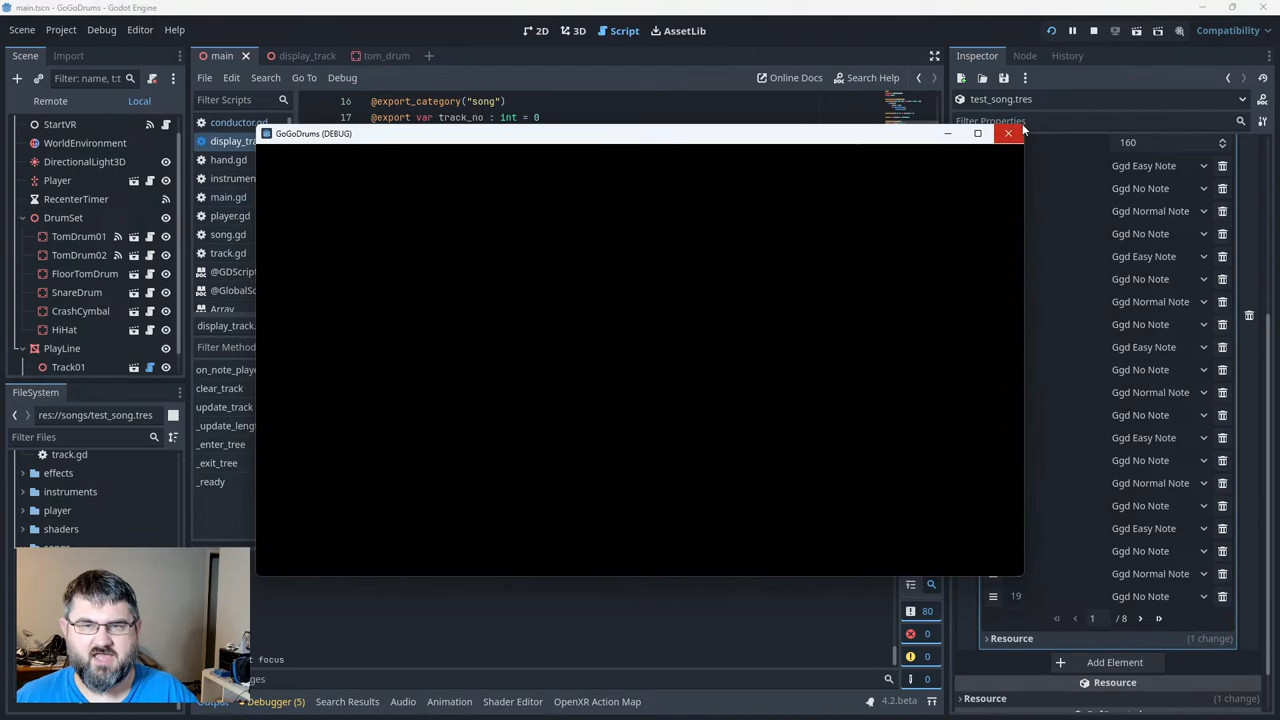 main.tscn - GoGoDrums - Godot Engine
Scene Project Debug Editor Help
2D 3D Script AssetLib
Compatibility
Scene Import
main display_track tom_drum
Inspector Node History
Filter: name, t:t
File Edit Search Go To Debug
Online Docs Search Help
Remote Local
Filter Scripts
16 @export_category("song")
17 @export var track_no : int = 0
test_song.tres
Filter Properties
StartVR
WorldEnvironment
DirectionalLight3D
Player
RecenterTimer
DrumSet
TomDrum01
TomDrum02
FloorTomDrum
SnareDrum
CrashCymbal
HiHat
PlayLine
Track01
conductor.gd
display_tra
hand.gd
instrumen
main.gd
player.gd
song.gd
track.gd
@GDScrip
@GlobalSc
Array
display_track.
Filter Method
on_note_playe
clear_track
update_track
_update_leng
_enter_tree
_exit_tree
_ready
GoGoDrums (DEBUG)
160
Ggd Easy Note
Ggd No Note
Ggd Normal Note
Ggd No Note
Ggd Easy Note
Ggd No Note
Ggd Normal Note
Ggd No Note
Ggd Easy Note
Ggd No Note
Ggd Normal Note
Ggd No Note
Ggd Easy Note
Ggd No Note
Ggd Normal Note
Ggd No Note
Ggd Easy Note
Ggd No Note
Ggd Normal Note
19 Ggd No Note
1 / 8
Resource (1 change)
Add Element
Resource
Resource (1 change)
FileSystem
res://songs/test_song.tres
Filter Files
track.gd
effects
instruments
player
shaders
80
0
0
0
t focus
ges
Debugger (5) Search Results Audio Animation Shader Editor OpenXR Action Map
4.2.beta